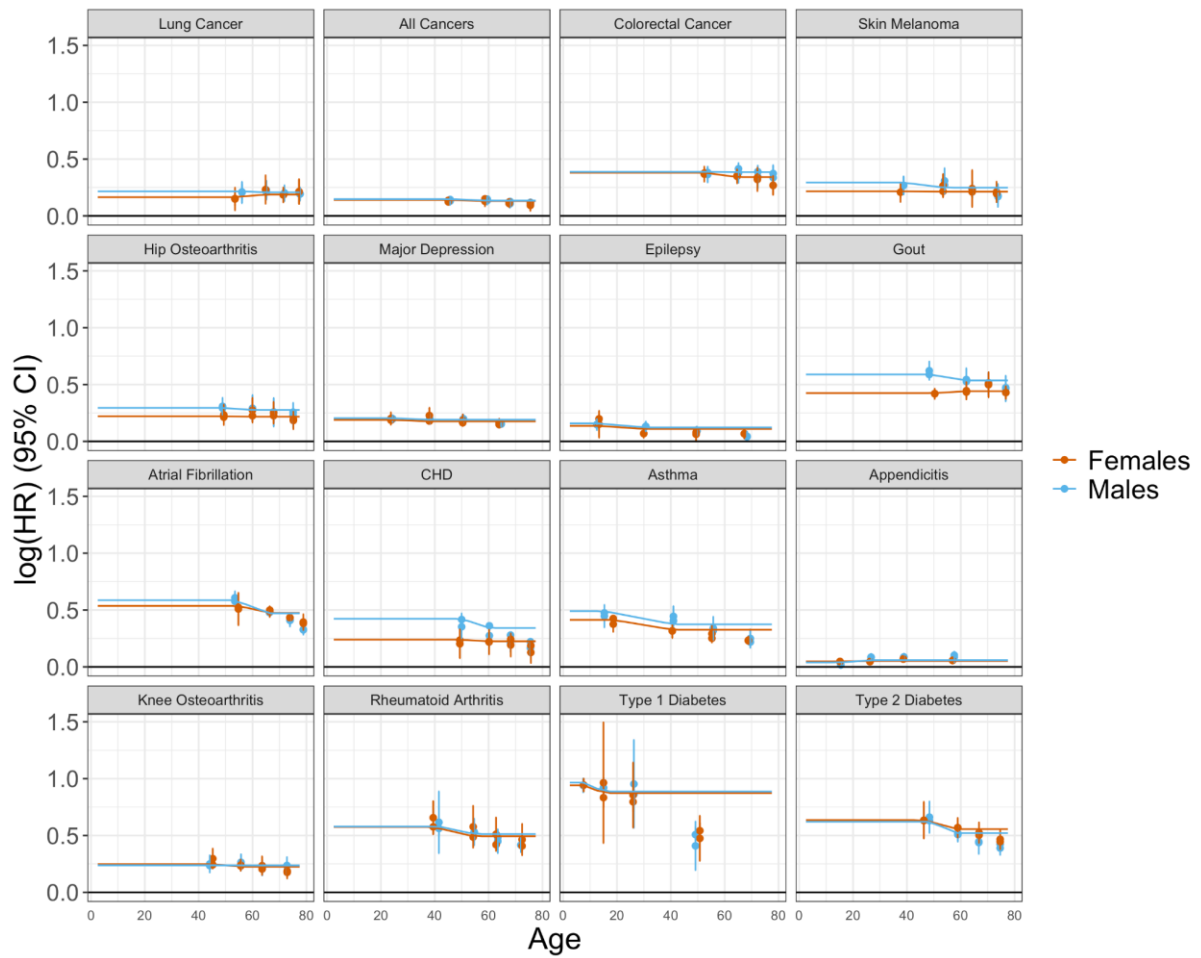 Lung Cancer
All Cancers
Colorectal Cancer
Skin Melanoma
1.5
1.0
0.5
0.0
Hip Osteoarthritis
Major Depression
Epilepsy
Gout
1.5
1.0
0.5
0.0
log(HR) (95% CI)
Atrial Fibrillation
CHD
Asthma
Appendicitis
1.5
1.0
0.5
0.0
Females
Males
Knee Osteoarthritis
Rheumatoid Arthritis
Type 1 Diabetes
Type 2 Diabetes
1.5
1.0
0.5
0.0
0 20 40 60 80
0 20 40 60 80
0 20 40 60 80
0 20 40 60 80
Age